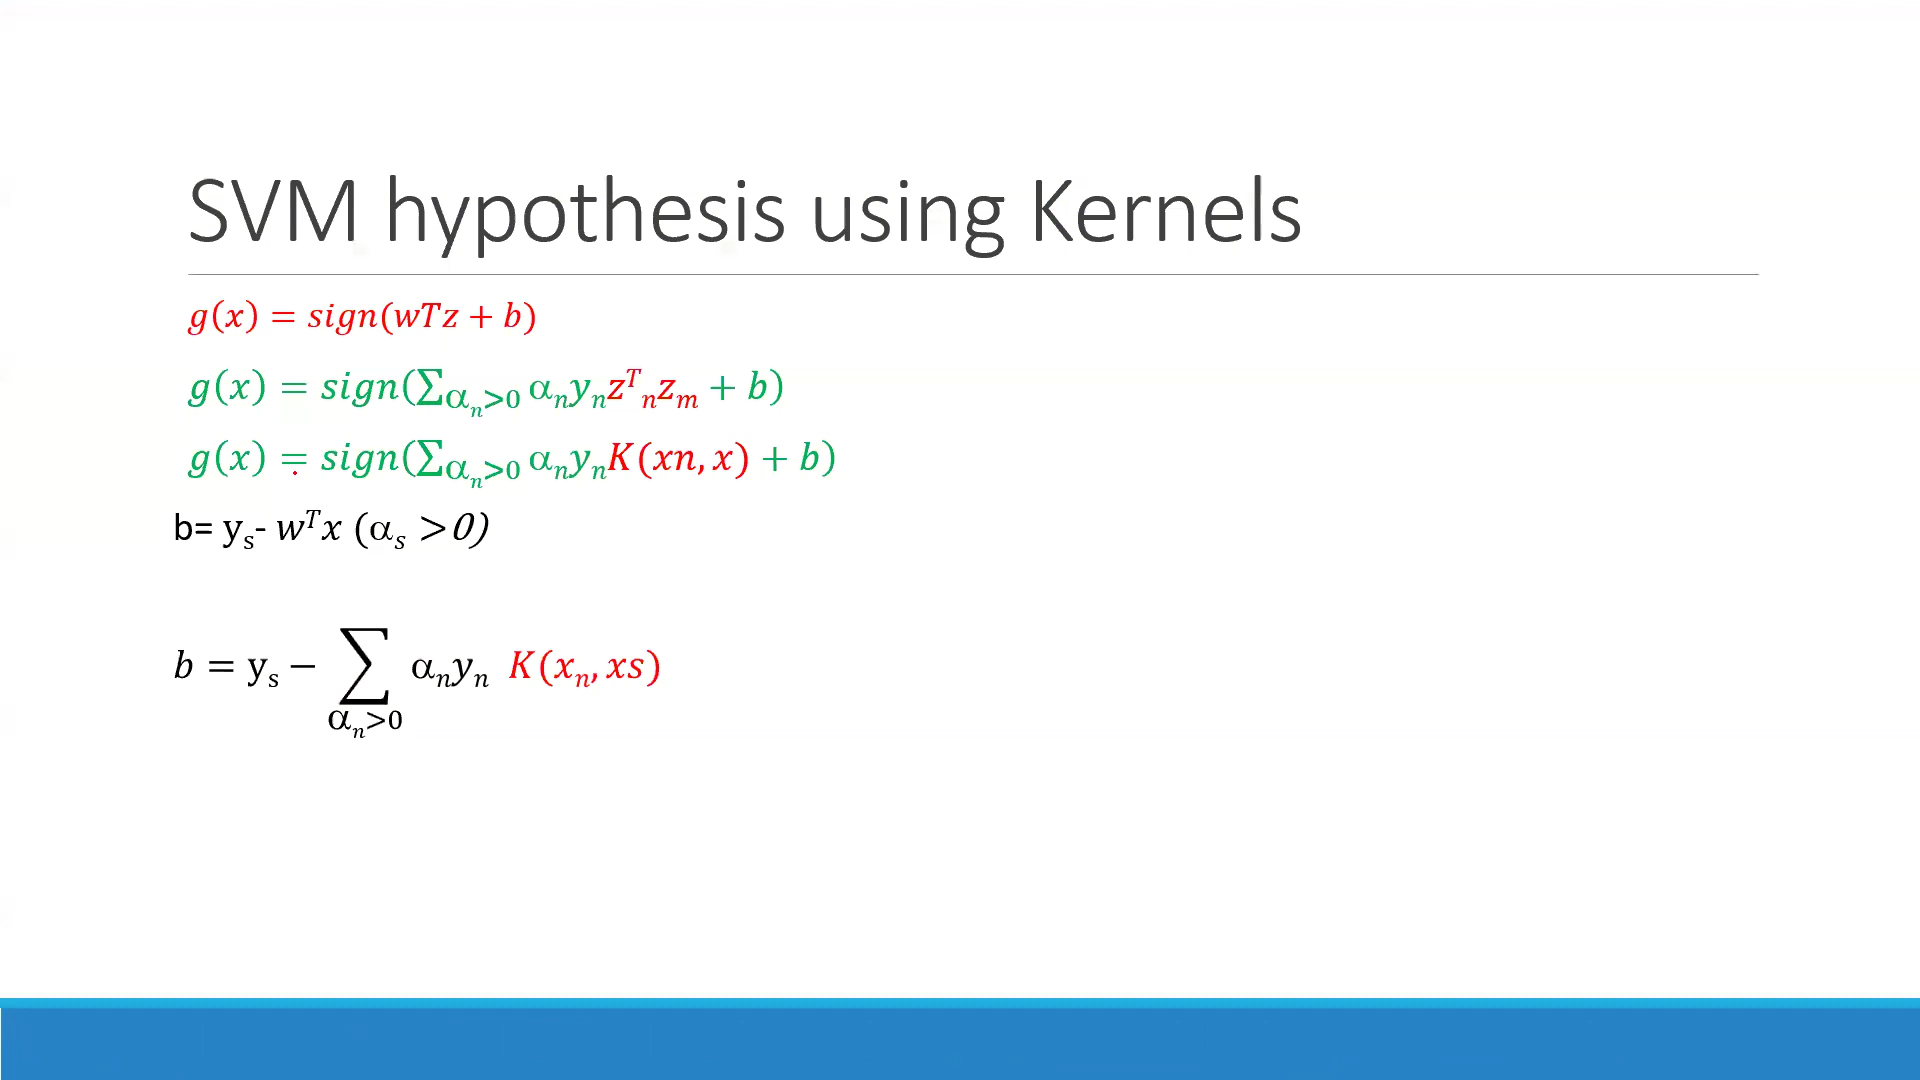 SVM hypothesis using Kernels
g(x) = sign(wTz + b)
g(x) = sign(∑αₙ>0 αₙyₙzᵀₙzₘ + b)
g(x) = sign(∑αₙ>0 αₙyₙK(xn, x) + b)
b= yₛ- wᵀx (αₛ >0)
b = yₛ − ∑αₙ>0 αₙyₙ K(xₙ, xs)